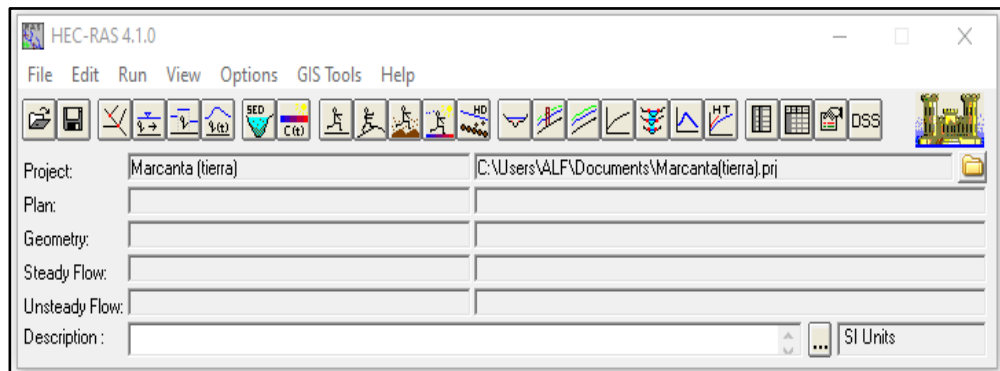 HEC-RAS 4.1.0
File Edit Run View Options GIS Tools Help
SED C(t) HD H.T. DSS
Project: Marcanta (tierra) C:\Users\ALF\Documents\Marcanta(tierra).prj
Plan:
Geometry:
Steady Flow:
Unsteady Flow:
Description : ... SI Units